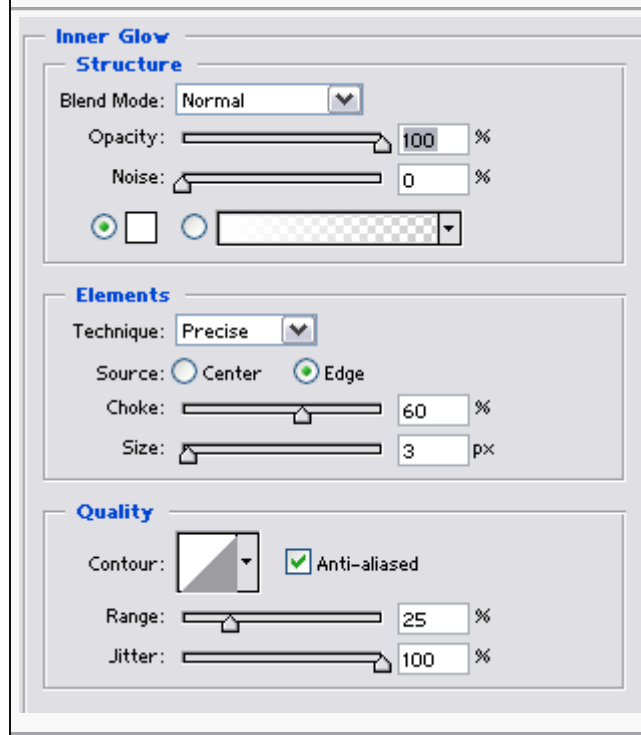 Inner Glow
Structure
Blend Mode: Normal
Opacity: 100 %
Noise: 0 %
Elements
Technique: Precise
Source: Center Edge
Choke: 60 %
Size: 3 px
Quality
Contour: Anti-aliased
Range: 25 %
Jitter: 100 %